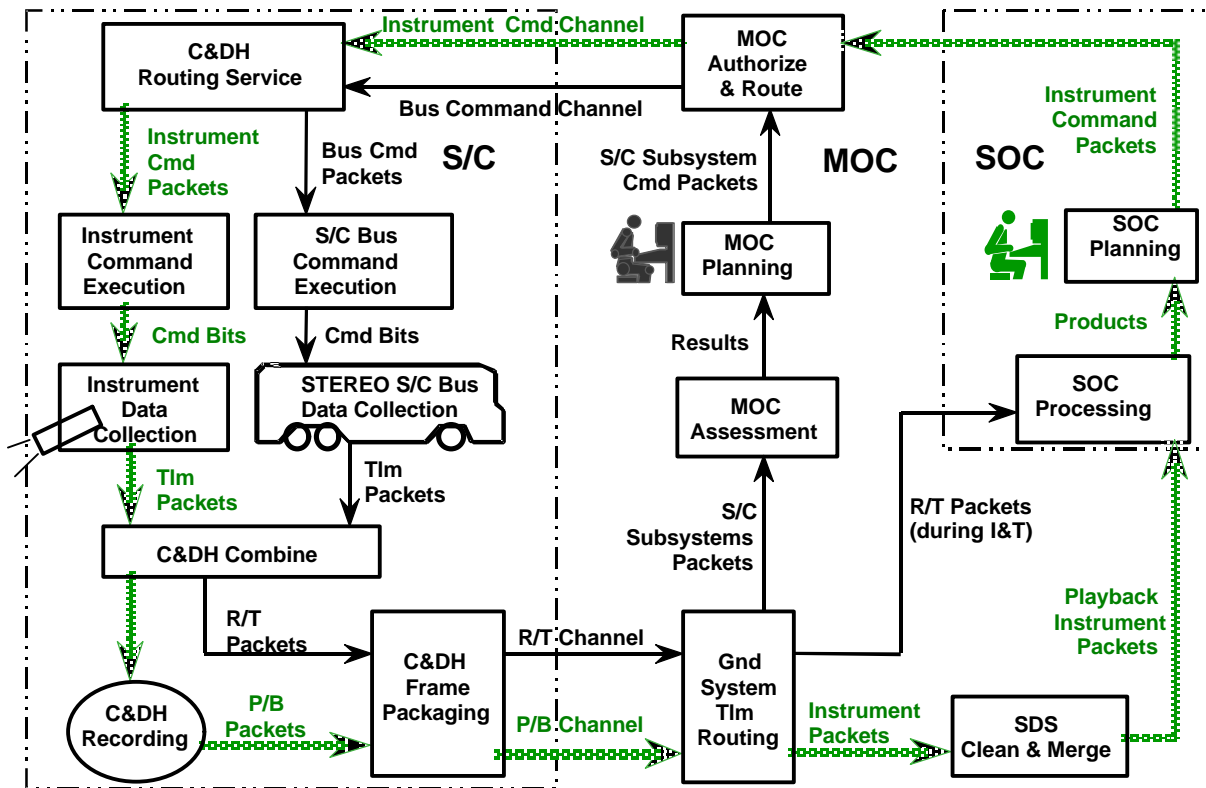 C&DH
Routing Service
Instrument Cmd Channel
MOC
Authorize
& Route
Bus Command Channel
Instrument
Cmd
Packets
Bus Cmd
Packets
S/C
S/C Subsystem
Cmd Packets
MOC
SOC
Instrument
Command
Packets
Instrument
Command
Execution
S/C Bus
Command
Execution
MOC
Planning
SOC
Planning
Cmd Bits
Cmd Bits
Results
Products
Instrument
Data
Collection
STEREO S/C Bus
Data Collection
MOC
Assessment
SOC
Processing
Tlm
Packets
Tlm
Packets
S/C
Subsystems
Packets
R/T Packets
(during I&T)
C&DH Combine
R/T
Packets
C&DH
Frame
Packaging
R/T Channel
Gnd
System
Tlm
Routing
Playback
Instrument
Packets
C&DH
Recording
P/B
Packets
P/B Channel
Instrument
Packets
SDS
Clean & Merge